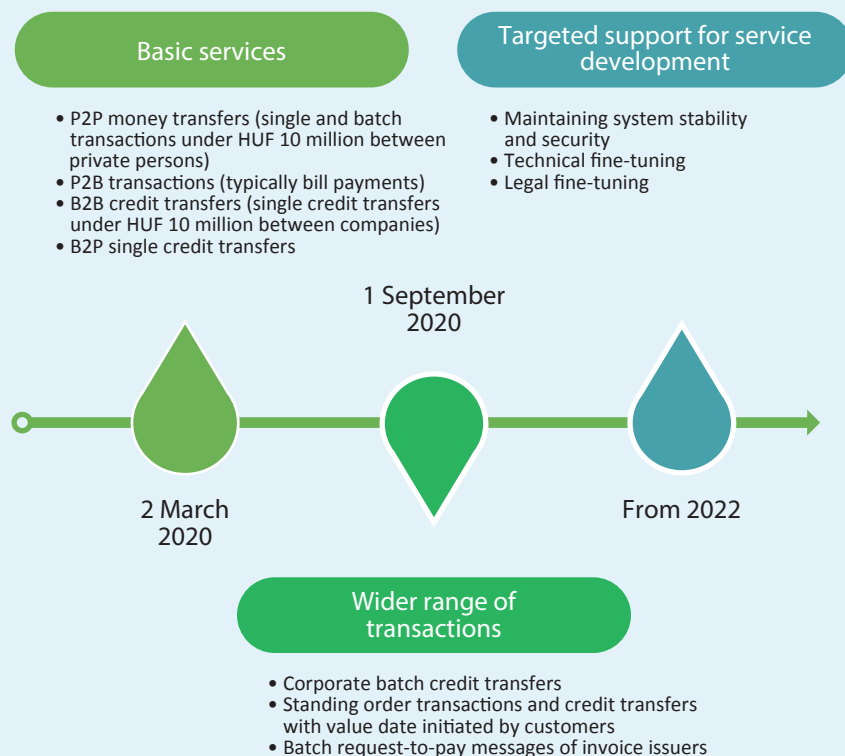 Basic services
• P2P money transfers (single and batch
transactions under HUF 10 million between
private persons)
• P2B transactions (typically bill payments)
• B2B credit transfers (single credit transfers
under HUF 10 million between companies)
• B2P single credit transfers
Targeted support for service
development
• Maintaining system stability
and security
• Technical fine-tuning
• Legal fine-tuning
1 September
2020
2 March
2020
From 2022
Wider range of
transactions
• Corporate batch credit transfers
• Standing order transactions and credit transfers
with value date initiated by customers
• Batch request-to-pay messages of invoice issuers